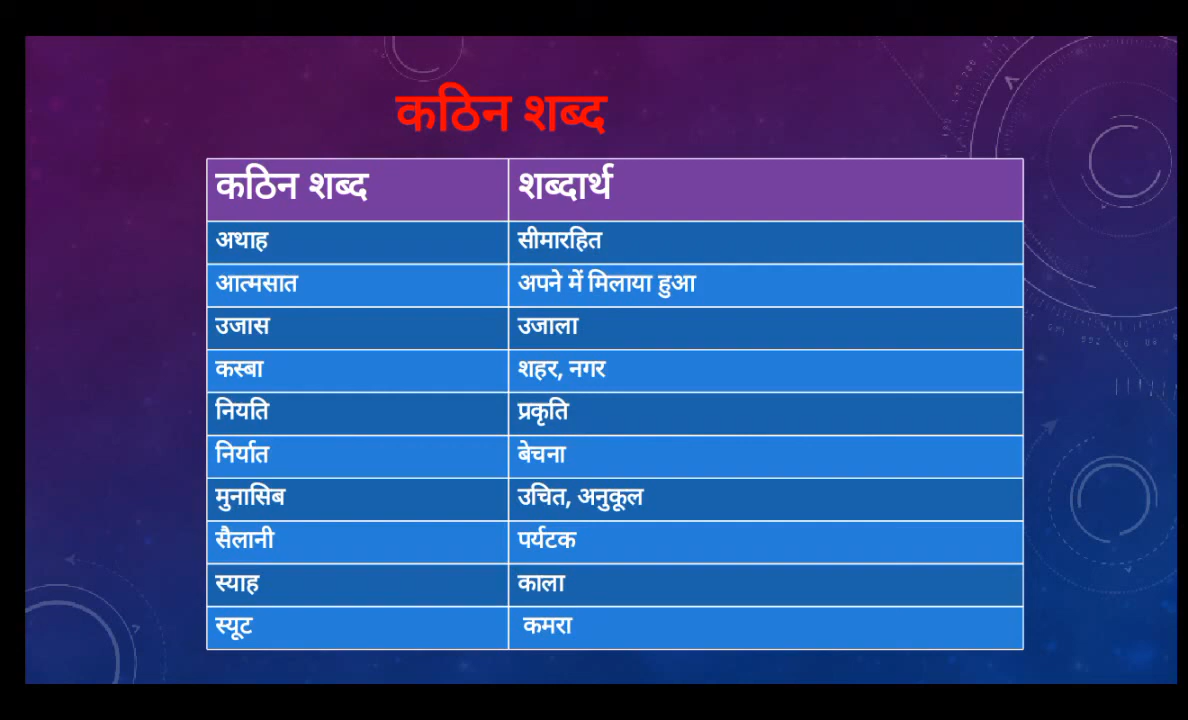 कठिन शब्द
कठिन शब्द शब्दार्थ
अथाह सीमारहित
आत्मसात अपने में मिलाया हुआ
उजास उजाला
कस्बा शहर, नगर
नियति प्रकृति
निर्यात बेचना
मुनासिब उचित, अनुकूल
सैलानी पर्यटक
स्याह काला
स्यूट कमरा